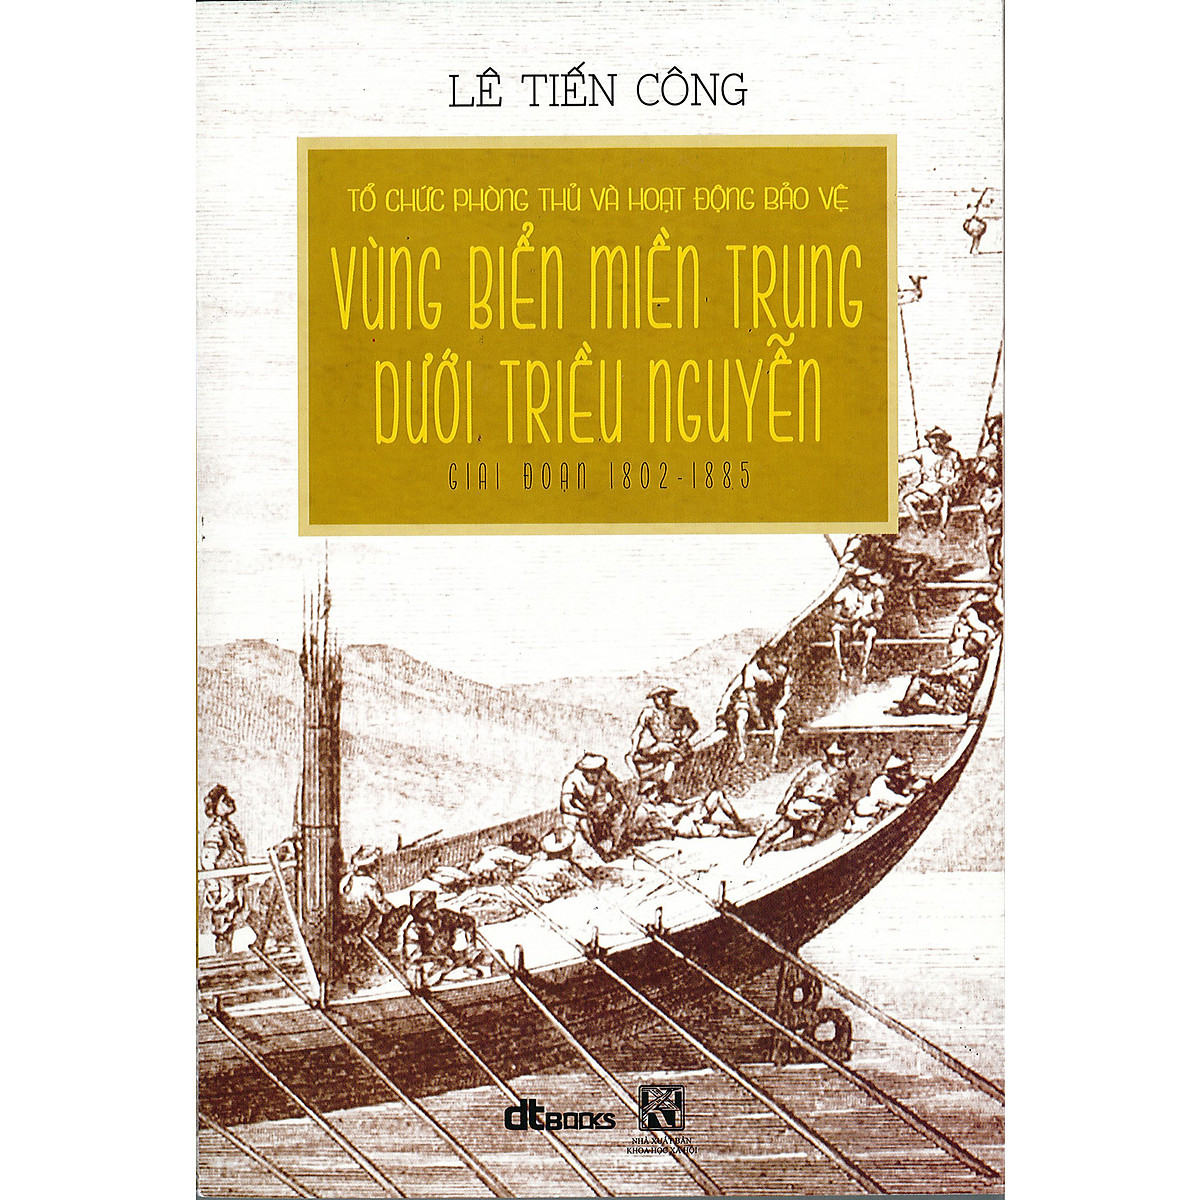 LÊ TIẾN CÔNG
TỔ CHỨC PHÒNG THỦ VÀ HOẠT ĐỘNG BẢO VỆ
VÙNG BIỂN MIỀN TRUNG
DƯỚI TRIỀU NGUYỄN
GIAI ĐOẠN 1802-1885
dtBOOKS
NHÀ XUẤT BẢN
KHOA HỌC XÃ HỘI